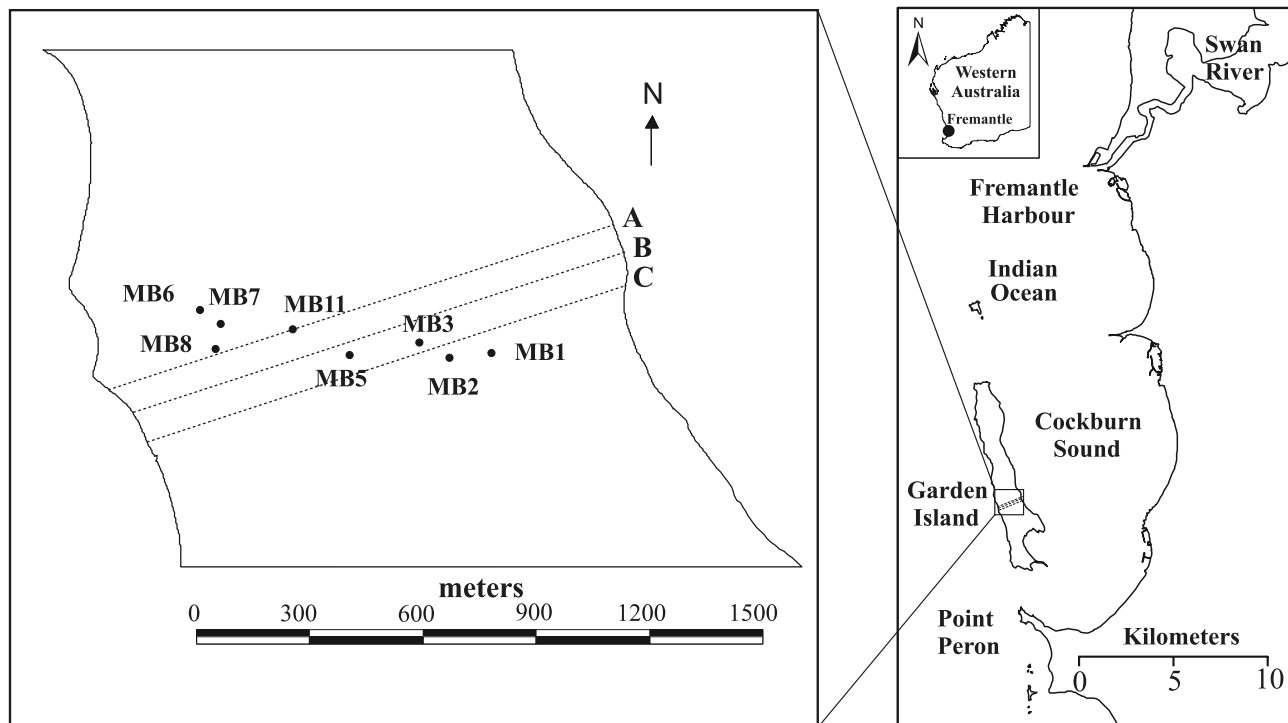 N
A
B
C
MB6
MB7
MB11
MB8
MB3
MB5
MB2
MB1
meters
0 300 600 900 1200 1500
N
Western
Australia
Fremantle
Swan
River
Fremantle
Harbour
Indian
Ocean
Cockburn
Sound
Garden
Island
Point
Peron
Kilometers
0 5 10